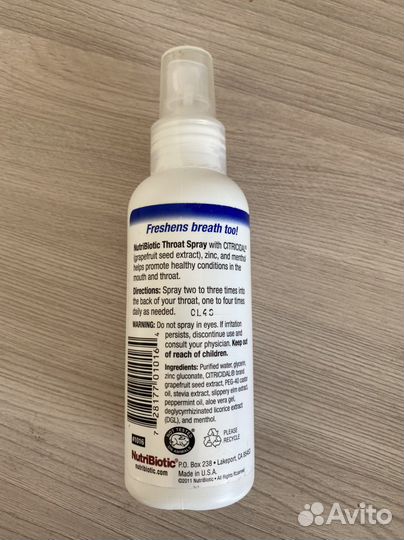 Freshens breath too!
NutriBiotic Throat Spray with CITRICIDAL®
(grapefruit seed extract), zinc, and menthol
helps promote healthy conditions in the
mouth and throat.
Directions: Spray two to three times into
the back of your throat, one to four times
daily as needed. CL4S
WARNING: Do not spray in eyes. If irritation
persists, discontinue use and
consult your physician. Keep out
of reach of children.
Ingredients: Purified water, glycerin,
zinc gluconate, CITRICIDAL® brand
grapefruit seed extract, PEG-40 castor
oil, stevia extract, slippery elm extract,
peppermint oil, aloe vera gel,
deglycyrrhizinated licorice extract
(DGL), and menthol.
#1016
PLEASE
RECYCLE
NutriBiotic® P.O. Box 238 • Lakeport, CA 95453
nutribiotic.com Made in U.S.A.
©2011 NutriBiotic • All Rights Reserved
Avito